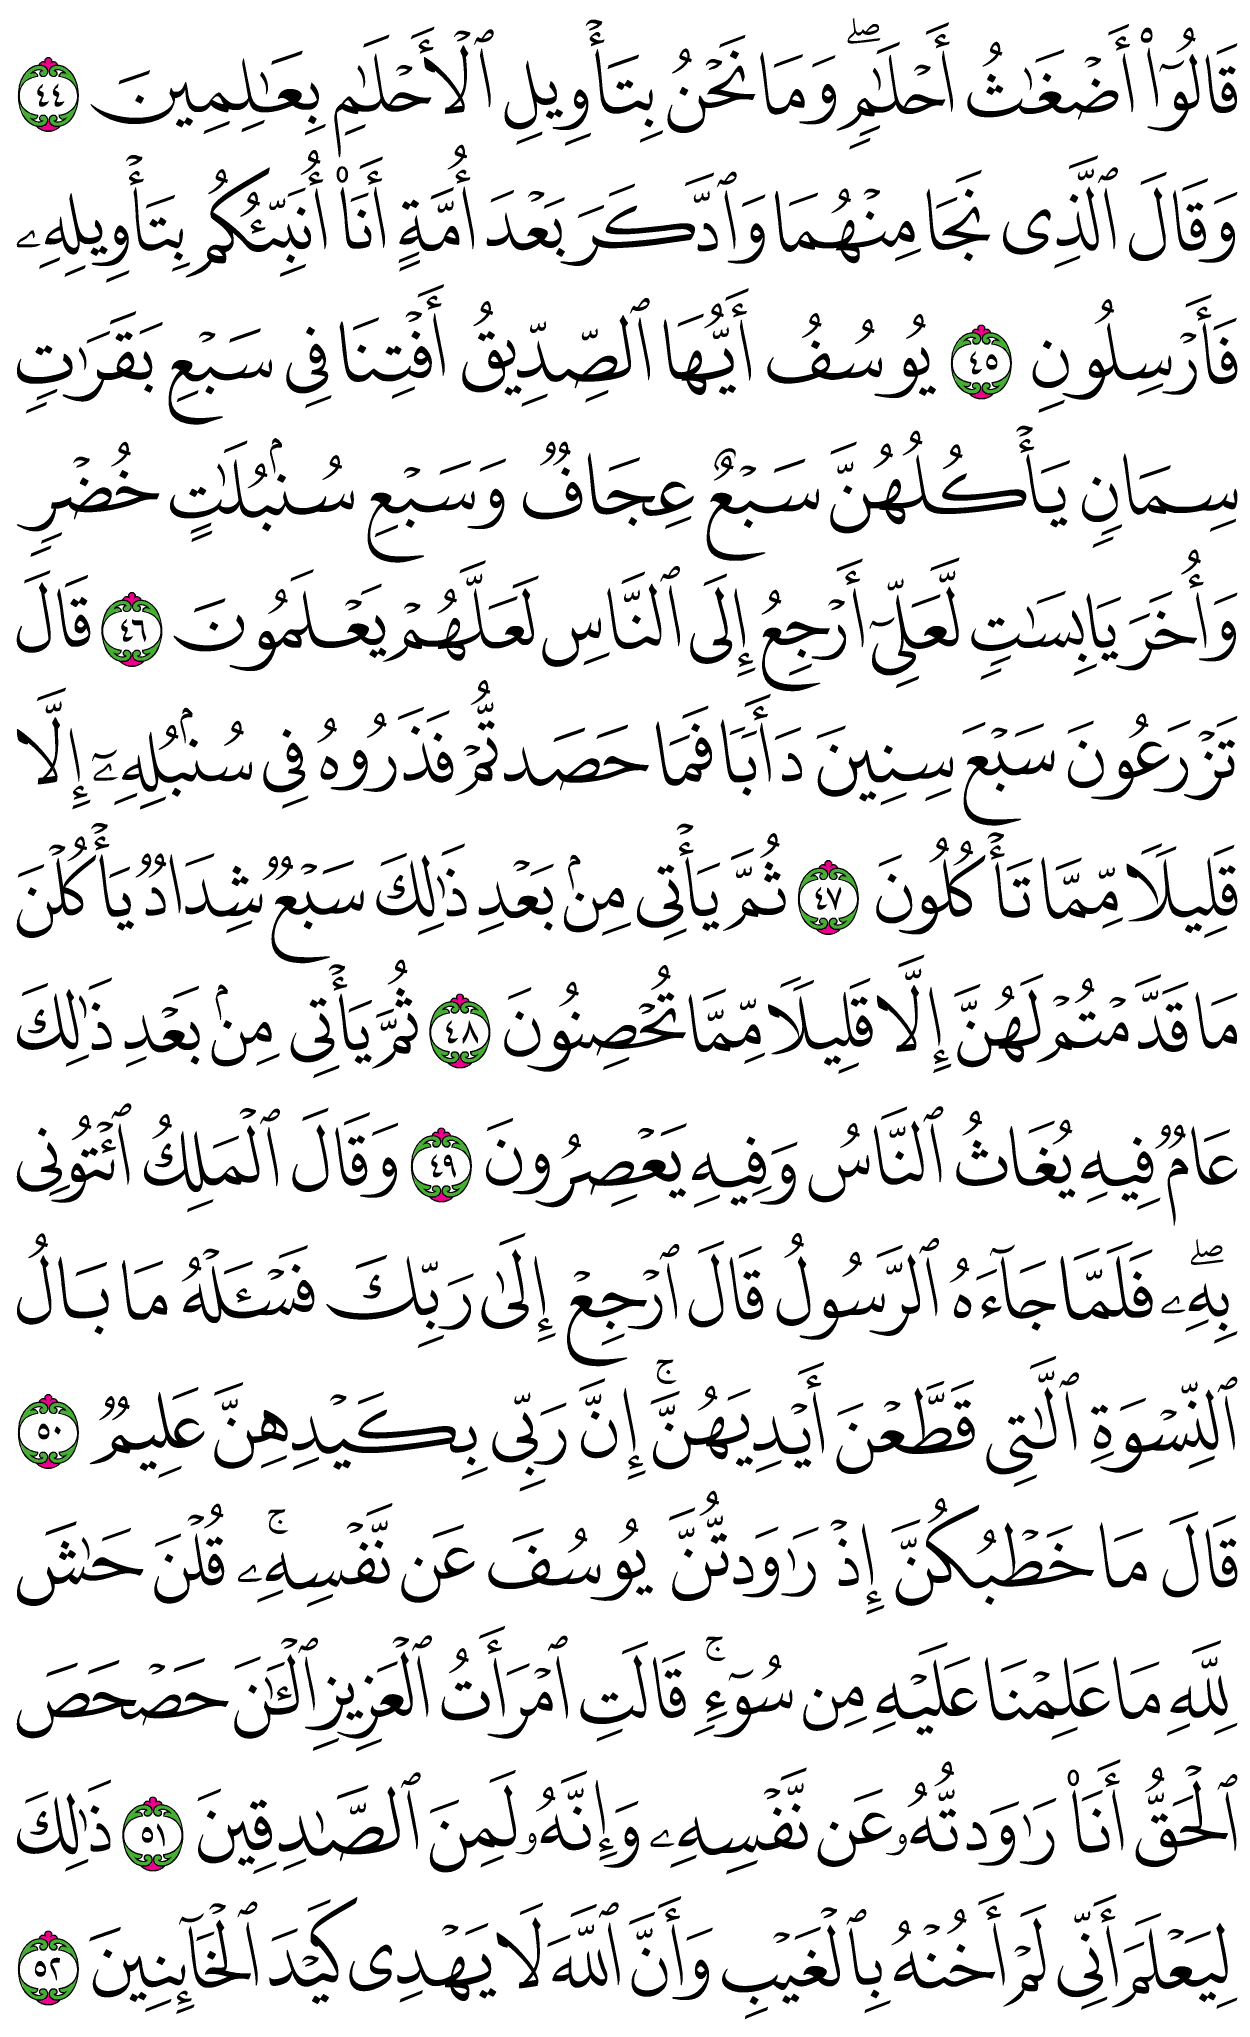 قَالُوٓا۟ أَضْغَـٰثُ أَحْلَـٰمٍۢ ۖ وَمَا نَحْنُ بِتَأْوِيلِ ٱلْأَحْلَـٰمِ بِعَـٰلِمِينَ ٤٤
وَقَالَ ٱلَّذِى نَجَا مِنْهُمَا وَٱدَّكَرَ بَعْدَ أُمَّةٍ أَنَا۠ أُنَبِّئُكُم بِتَأْوِيلِهِۦ
فَأَرْسِلُونِ ٤٥ يُوسُفُ أَيُّهَا ٱلصِّدِّيقُ أَفْتِنَا فِى سَبْعِ بَقَرَٰتٍۢ
سِمَانٍۢ يَأْكُلُهُنَّ سَبْعٌ عِجَافٌۭ وَسَبْعِ سُنۢبُلَـٰتٍ خُضْرٍۢ
وَأُخَرَ يَابِسَـٰتٍۢ لَّعَلِّىٓ أَرْجِعُ إِلَى ٱلنَّاسِ لَعَلَّهُمْ يَعْلَمُونَ ٤٦ قَالَ
تَزْرَعُونَ سَبْعَ سِنِينَ دَأَبًۭا فَمَا حَصَدتُّمْ فَذَرُوهُ فِى سُنۢبُلِهِۦٓ إِلَّا
قَلِيلًۭا مِّمَّا تَأْكُلُونَ ٤٧ ثُمَّ يَأْتِى مِنۢ بَعْدِ ذَٰلِكَ سَبْعٌۭ شِدَادٌۭ يَأْكُلْنَ
مَا قَدَّمْتُمْ لَهُنَّ إِلَّا قَلِيلًۭا مِّمَّا تُحْصِنُونَ ٤٨ ثُمَّ يَأْتِى مِنۢ بَعْدِ ذَٰلِكَ
عَامٌۭ فِيهِ يُغَاثُ ٱلنَّاسُ وَفِيهِ يَعْصِرُونَ ٤٩ وَقَالَ ٱلْمَلِكُ ٱئْتُونِى
بِهِۦ ۖ فَلَمَّا جَآءَهُ ٱلرَّسُولُ قَالَ ٱرْجِعْ إِلَىٰ رَبِّكَ فَسْـَٔلْهُ مَا بَالُ
ٱلنِّسْوَةِ ٱلَّـٰتِى قَطَّعْنَ أَيْدِيَهُنَّ ۚ إِنَّ رَبِّى بِكَيْدِهِنَّ عَلِيمٌۭ ٥٠
قَالَ مَا خَطْبُكُنَّ إِذْ رَٰوَدتُّنَّ يُوسُفَ عَن نَّفْسِهِۦ ۚ قُلْنَ حَـٰشَ
لِلَّهِ مَا عَلِمْنَا عَلَيْهِ مِن سُوٓءٍۢ ۚ قَالَتِ ٱمْرَأَتُ ٱلْعَزِيزِ ٱلْـَٔـٰنَ حَصْحَصَ
ٱلْحَقُّ أَنَا۠ رَٰوَدتُّهُۥ عَن نَّفْسِهِۦ وَإِنَّهُۥ لَمِنَ ٱلصَّـٰدِقِينَ ٥١ ذَٰلِكَ
لِيَعْلَمَ أَنِّى لَمْ أَخُنْهُ بِٱلْغَيْبِ وَأَنَّ ٱللَّهَ لَا يَهْدِى كَيْدَ ٱلْخَآئِنِينَ ٥٢